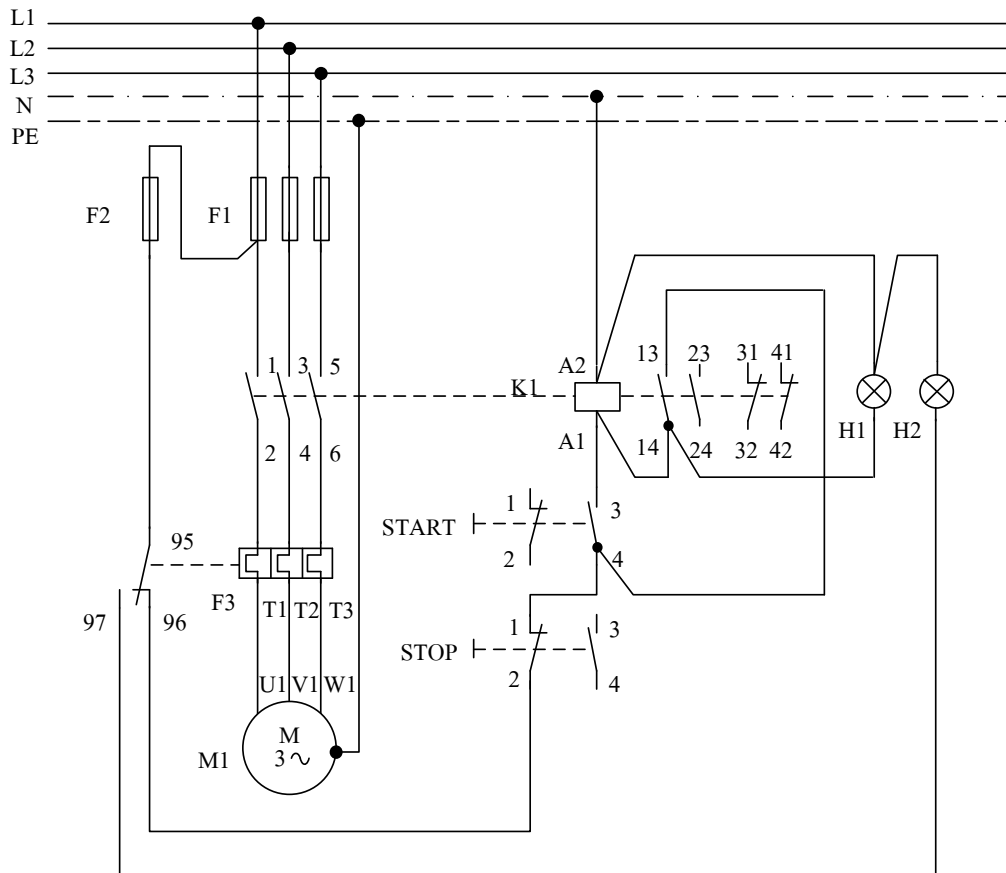 L1
L2
L3
N
PE
F2 F1
1 3 5
A2 13 23 31 41
K1
2 4 6
A1 14 24 32 42 H1 H2
1 3
START
2 4
95
F3 T1 T2 T3
97 96
1 3
STOP
2 4
U1 V1 W1
M
M1 3